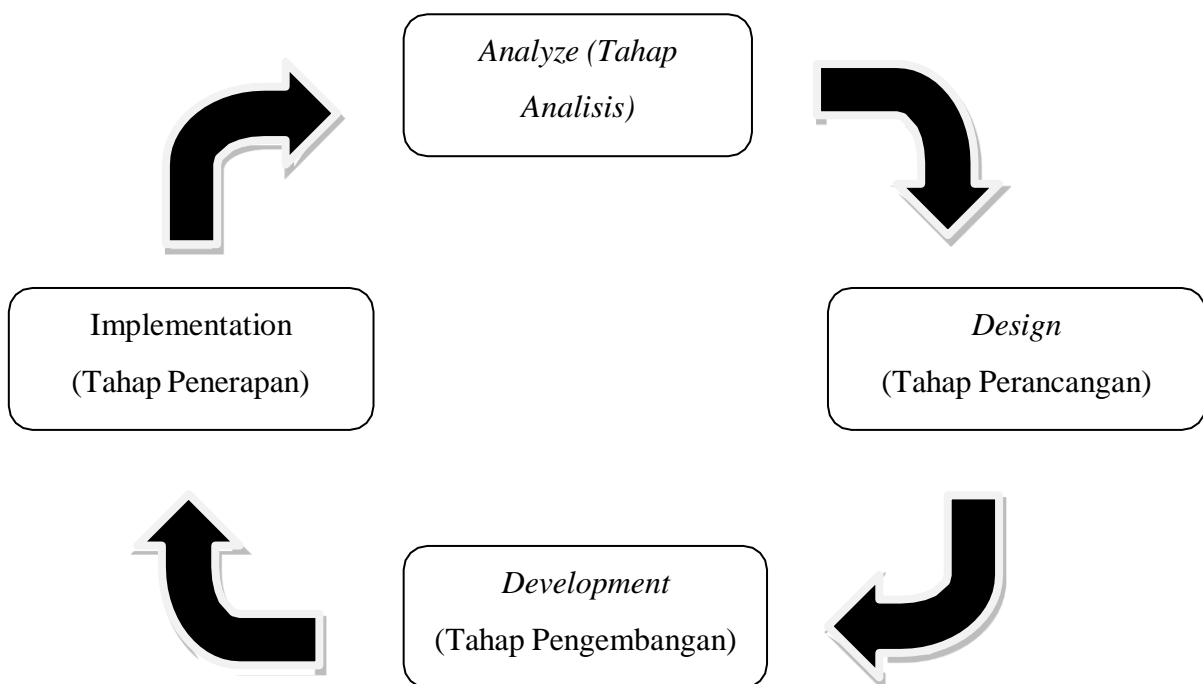 Analyze (Tahap
Analisis)
Implementation
(Tahap Penerapan)
Design
(Tahap Perancangan)
Development
(Tahap Pengembangan)